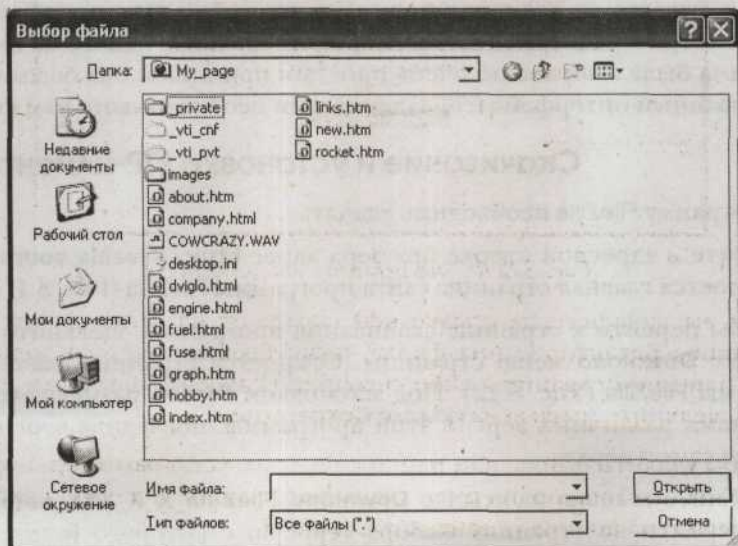 Выбор файла
Папка: My_page
Недавние документы
Рабочий стол
Мои документы
Мой компьютер
Сетевое окружение
_private
_vti_cnf
_vti_pvt
images
about.htm
company.html
COWCRAZY.WAV
desktop.ini
dviglo.html
engine.html
fuel.html
fuse.html
graph.html
hobby.html
index.htm
links.htm
new.htm
rocket.htm
Имя файла:
Открыть
Тип файлов: Все файлы (*.*)
Отмена